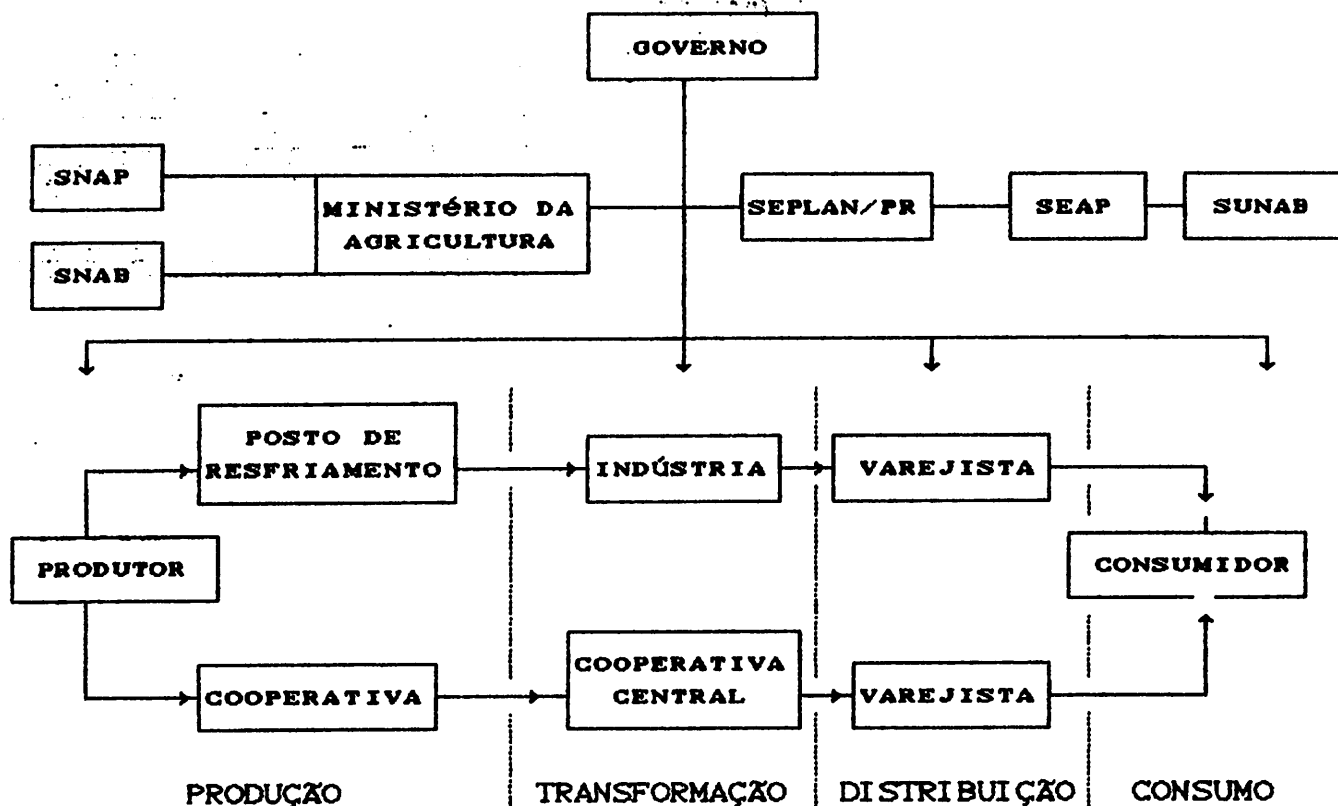 GOVERNO
SNAP
MINISTéRIO DA
AGRICULTURA
SEPLAN/PR
SEAP
SUNAB
SNAB
POSTO DE
RESFRIAMENTO
INDÚSTRIA
VAREJISTA
PRODUTOR
CONSUMIDOR
COOPERATIVA
COOPERATIVA
CENTRAL
VAREJISTA
PRODUÇÃO
TRANSFORMAÇÃO
DISTRIBUIÇÃO
CONSUMO